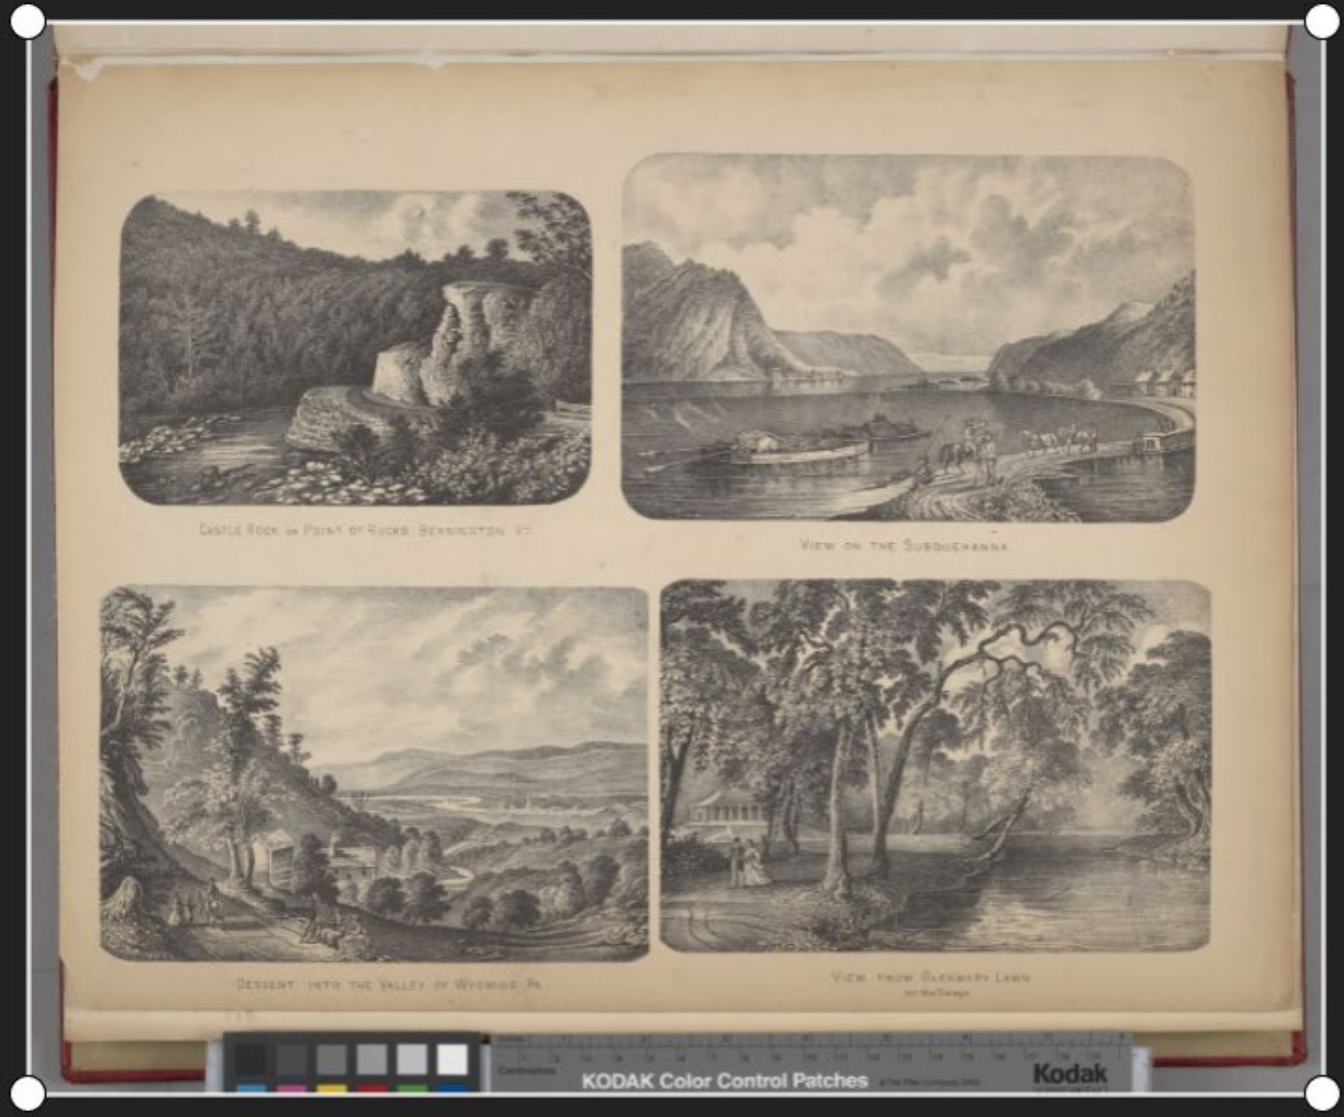 CASTLE ROCK OR POINT OF ROCKS, BENNINGTON VT.
VIEW ON THE SUSQUEHANNA.
DESCENT INTO THE VALLEY OF WYOMING PA.
VIEW FROM GLENMARY LAWN
Centimetres
KODAK Color Control Patches
Kodak